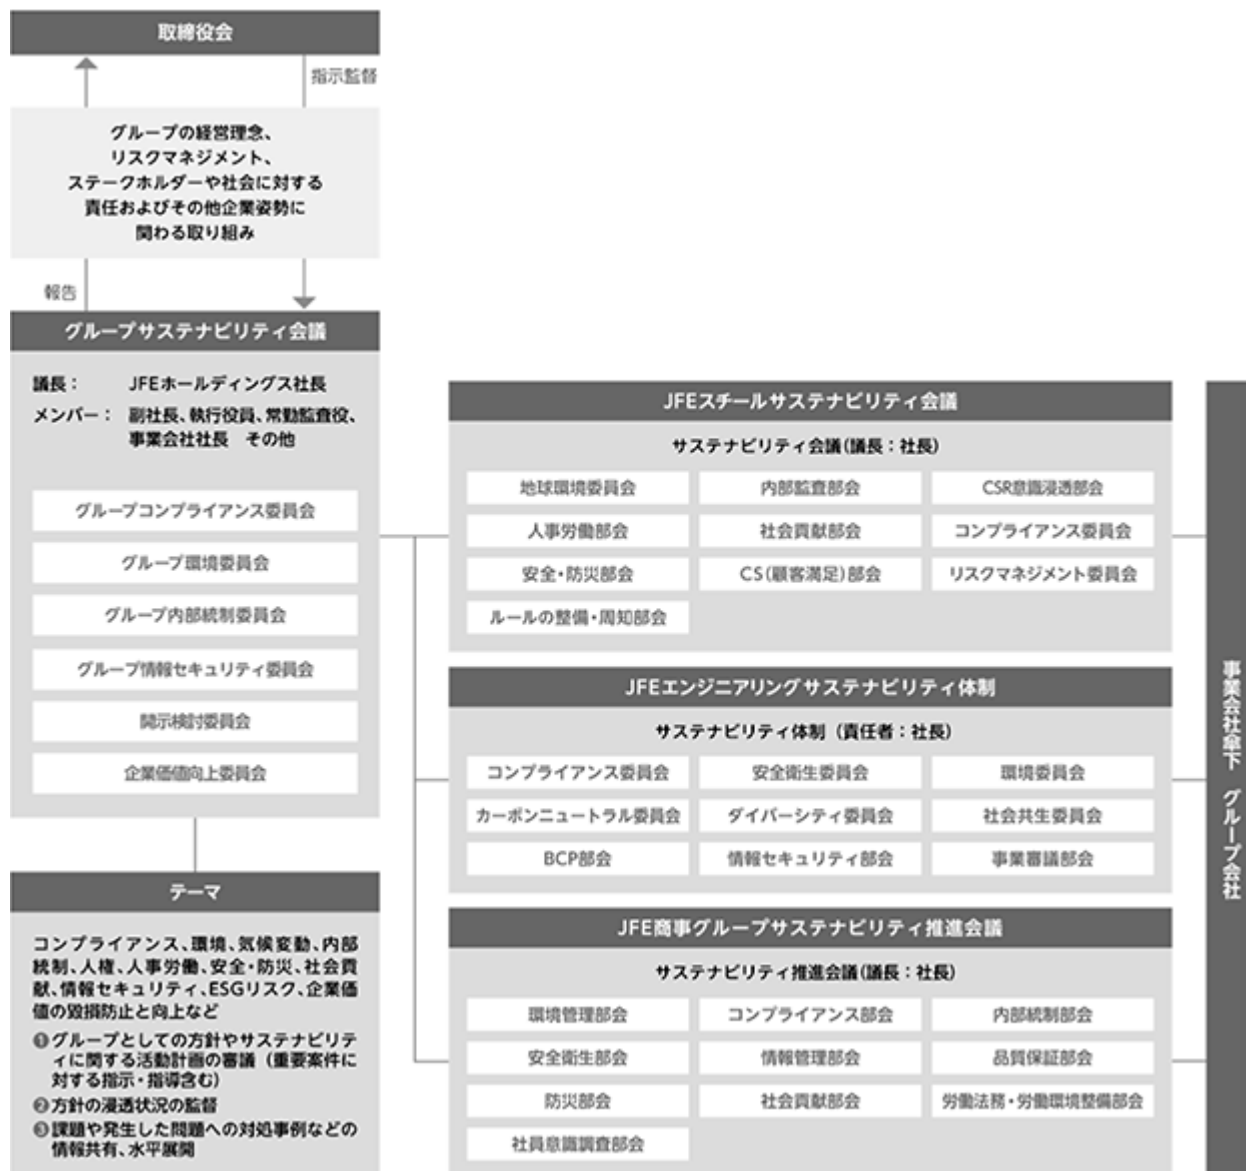 取締役会
指示監督
グループの経営理念、
リスクマネジメント、
ステークホルダーや社会に対する
責任およびその他企業姿勢に
関わる取り組み
報告
グループサステナビリティ会議
議長： JFEホールディングス社長
メンバー： 副社長、執行役員、常勤監査役、
事業会社社長　その他
グループコンプライアンス委員会
グループ環境委員会
グループ内部統制委員会
グループ情報セキュリティ委員会
開示検討委員会
企業価値向上委員会
テーマ
コンプライアンス、環境、気候変動、内部
統制、人権、人事労働、安全・防災、社会貢
献、情報セキュリティ、ESGリスク、企業価
値の毀損防止と向上など
❶グループとしての方針やサステナビリテ
ィに関する活動計画の審議（重要案件に
対する指示・指導含む）
❷方針の浸透状況の監督
❸課題や発生した問題への対処事例などの
情報共有、水平展開
JFEスチールサステナビリティ会議
サステナビリティ会議(議長：社長)
地球環境委員会 内部監査部会 CSR意識浸透部会
人事労働部会 社会貢献部会 コンプライアンス委員会
安全・防災部会 CS(顧客満足)部会 リスクマネジメント委員会
ルールの整備・周知部会
JFEエンジニアリングサステナビリティ体制
サステナビリティ体制（責任者：社長）
コンプライアンス委員会 安全衛生委員会 環境委員会
カーボンニュートラル委員会 ダイバーシティ委員会 社会共生委員会
BCP部会 情報セキュリティ部会 事業審議部会
JFE商事グループサステナビリティ推進会議
サステナビリティ推進会議(議長：社長)
環境管理部会 コンプライアンス部会 内部統制部会
安全衛生部会 情報管理部会 品質保証部会
防災部会 社会貢献部会 労働法務・労働環境整備部会
社員意識調査部会
事業会社傘下　グループ会社